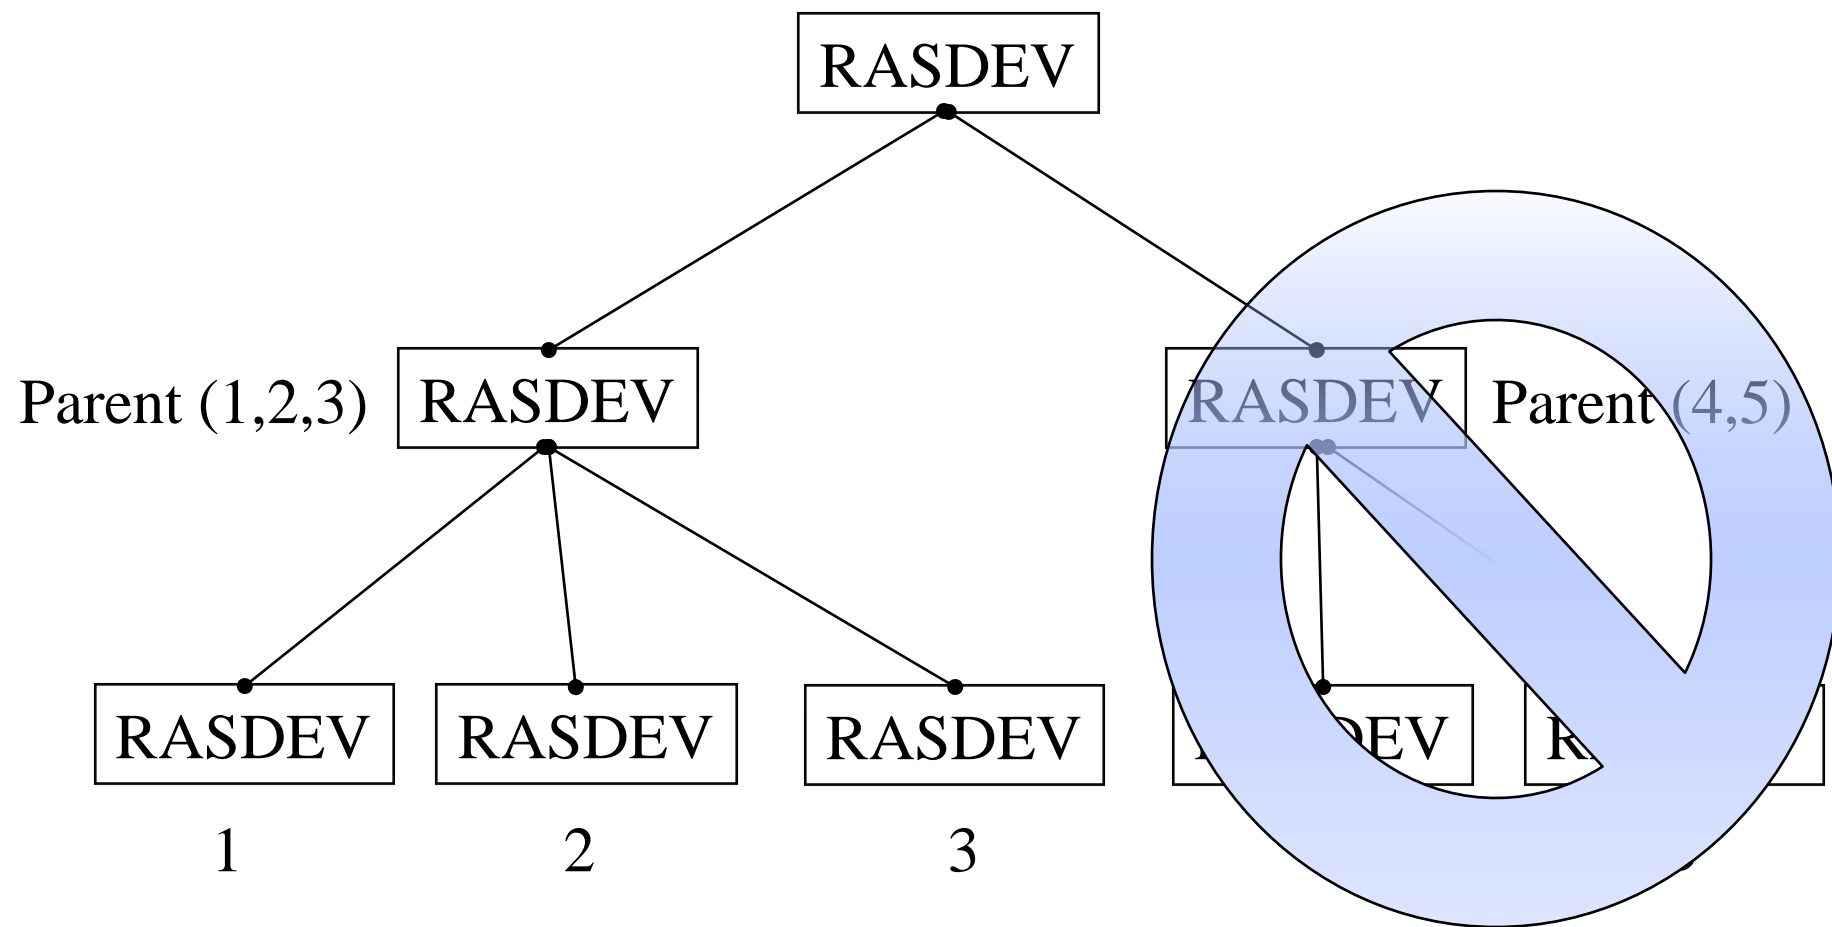 RASDEV
Parent (1,2,3) RASDEV RASDEV Parent (4,5)
RASDEV RASDEV RASDEV
1 2 3